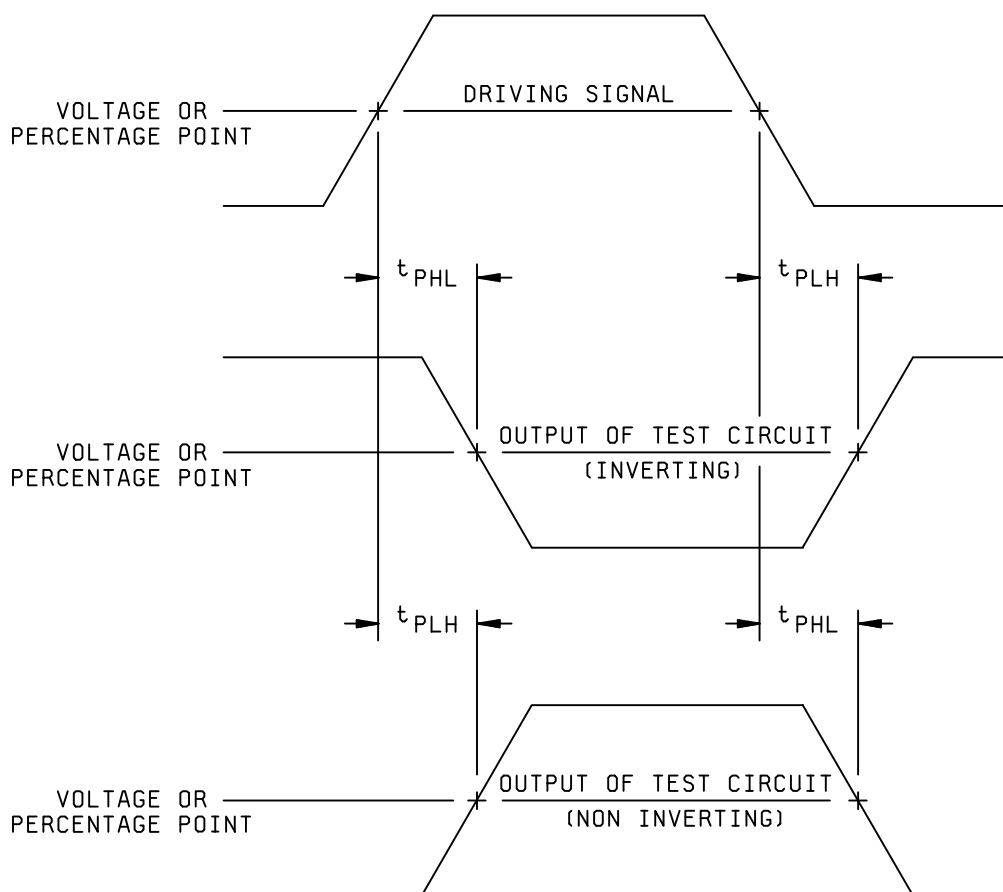 DRIVING SIGNAL
VOLTAGE OR
PERCENTAGE POINT
tPHL
tPLH
OUTPUT OF TEST CIRCUIT
VOLTAGE OR
PERCENTAGE POINT
(INVERTING)
tPLH
tPHL
OUTPUT OF TEST CIRCUIT
VOLTAGE OR
PERCENTAGE POINT
(NON INVERTING)